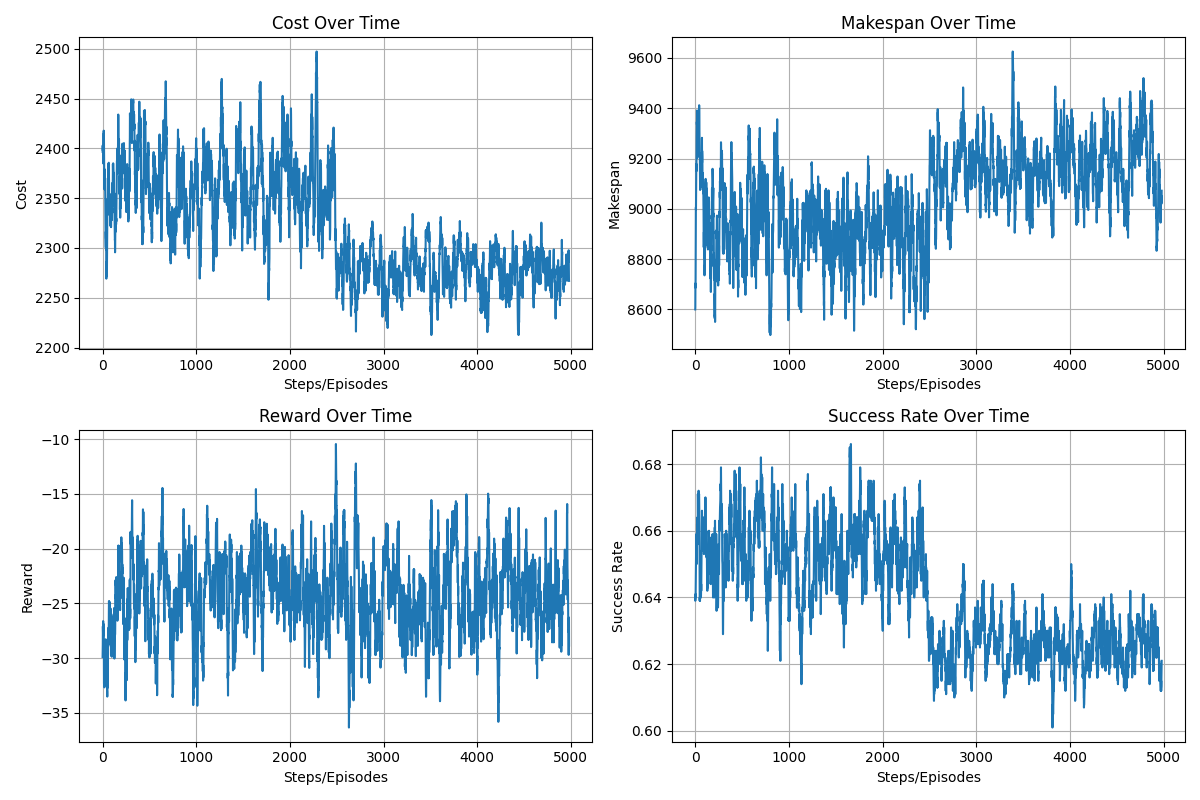 Cost Over Time
Cost
2500
2450
2400
2350
2300
2250
2200
0 1000 2000 3000 4000 5000
Steps/Episodes
Makespan Over Time
Makespan
9600
9400
9200
9000
8800
8600
0 1000 2000 3000 4000 5000
Steps/Episodes
Reward Over Time
Reward
−10
−15
−20
−25
−30
−35
0 1000 2000 3000 4000 5000
Steps/Episodes
Success Rate Over Time
Success Rate
0.68
0.66
0.64
0.62
0.60
0 1000 2000 3000 4000 5000
Steps/Episodes